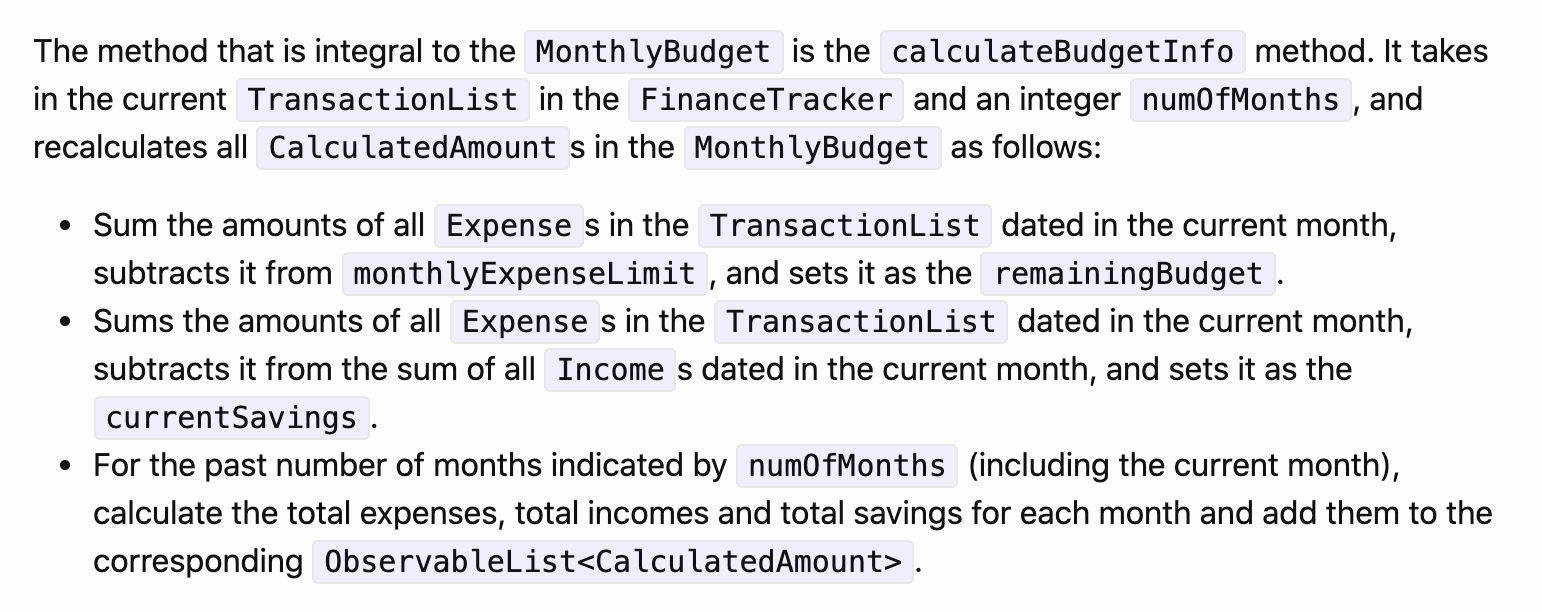 The method that is integral to the MonthlyBudget is the calculateBudgetInfo method. It takes
in the current TransactionList in the FinanceTracker and an integer numOfMonths, and
recalculates all CalculatedAmounts in the MonthlyBudget as follows:
• Sum the amounts of all Expenses in the TransactionList dated in the current month,
subtracts it from monthlyExpenseLimit, and sets it as the remainingBudget.
• Sums the amounts of all Expenses in the TransactionList dated in the current month,
subtracts it from the sum of all Incomes dated in the current month, and sets it as the
currentSavings.
• For the past number of months indicated by numOfMonths (including the current month),
calculate the total expenses, total incomes and total savings for each month and add them to the
corresponding ObservableList<CalculatedAmount>.